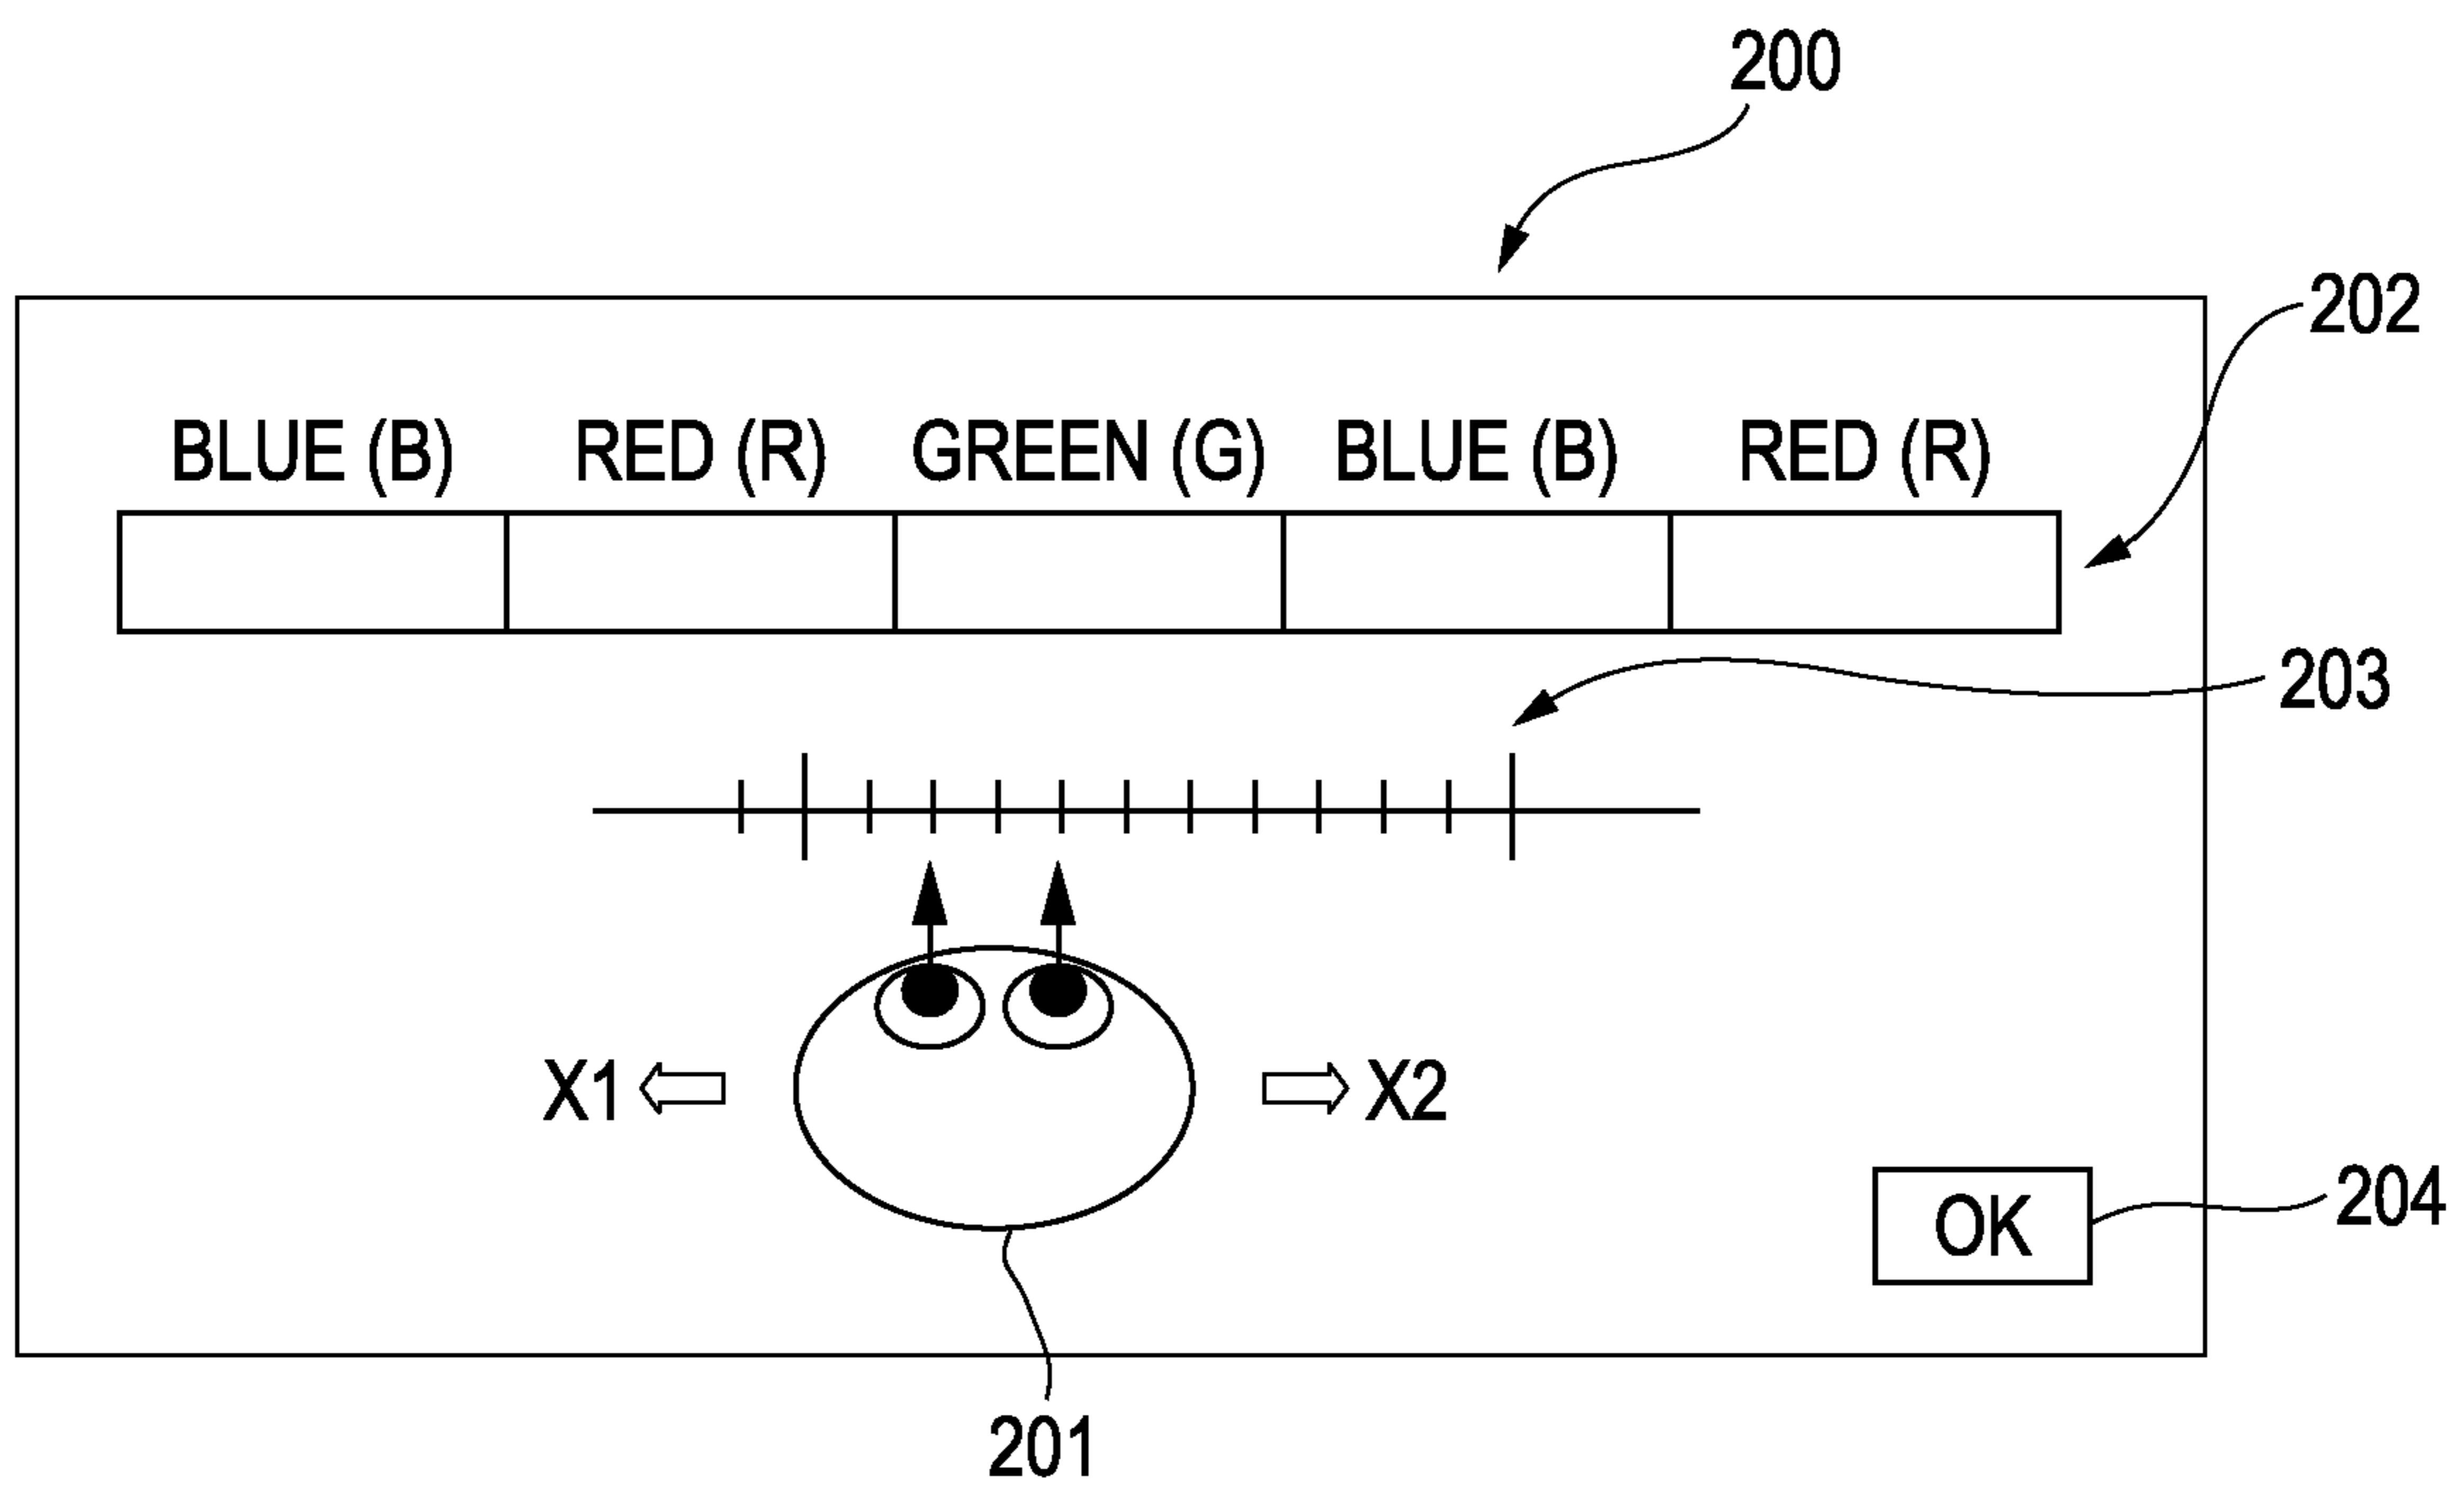 200
202
BLUE (B) RED (R) GREEN (G) BLUE (B) RED (R)
203
X1 X2
OK
204
201